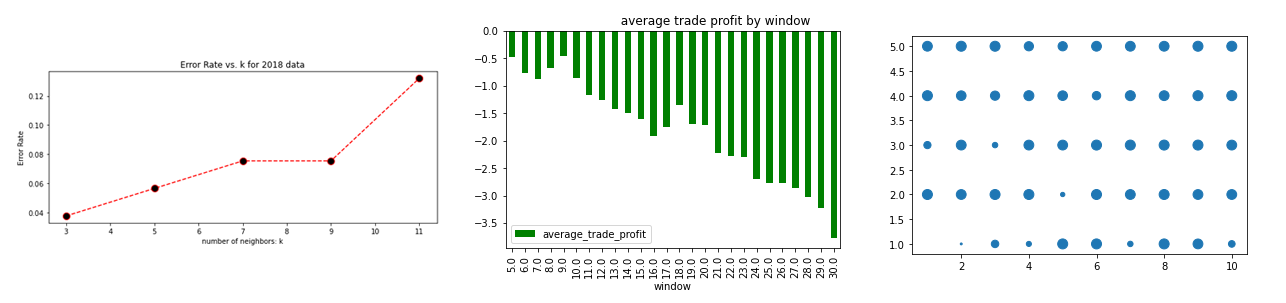 Error Rate vs. k for 2018 data
0.12
0.10
0.08
0.06
0.04
Error Rate
3 4 5 6 7 8 9 10 11
number of neighbors: k
average trade profit by window
0.0
−0.5
−1.0
−1.5
−2.0
−2.5
−3.0
−3.5
average_trade_profit
5.0 6.0 7.0 8.0 9.0 10.0 11.0 12.0 13.0 14.0 15.0 16.0 17.0 18.0 19.0 20.0 21.0 22.0 23.0 24.0 25.0 26.0 27.0 28.0 29.0 30.0
window
5.0
4.5
4.0
3.5
3.0
2.5
2.0
1.5
1.0
2 4 6 8 10